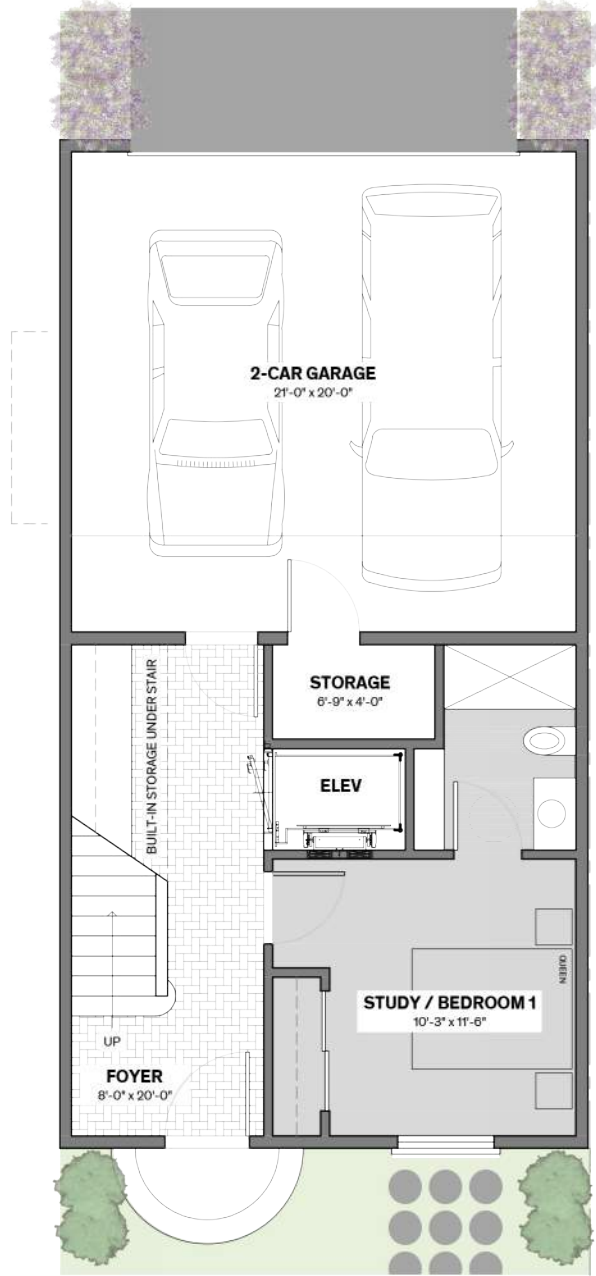 2-CAR GARAGE
21'-0" x 20'-0"
STORAGE
6'-9" x 4'-0"
BUILT-IN STORAGE UNDER STAIR
ELEV
QUEEN
STUDY / BEDROOM 1
10'-3" x 11'-6"
UP
FOYER
8'-0" x 20'-0"